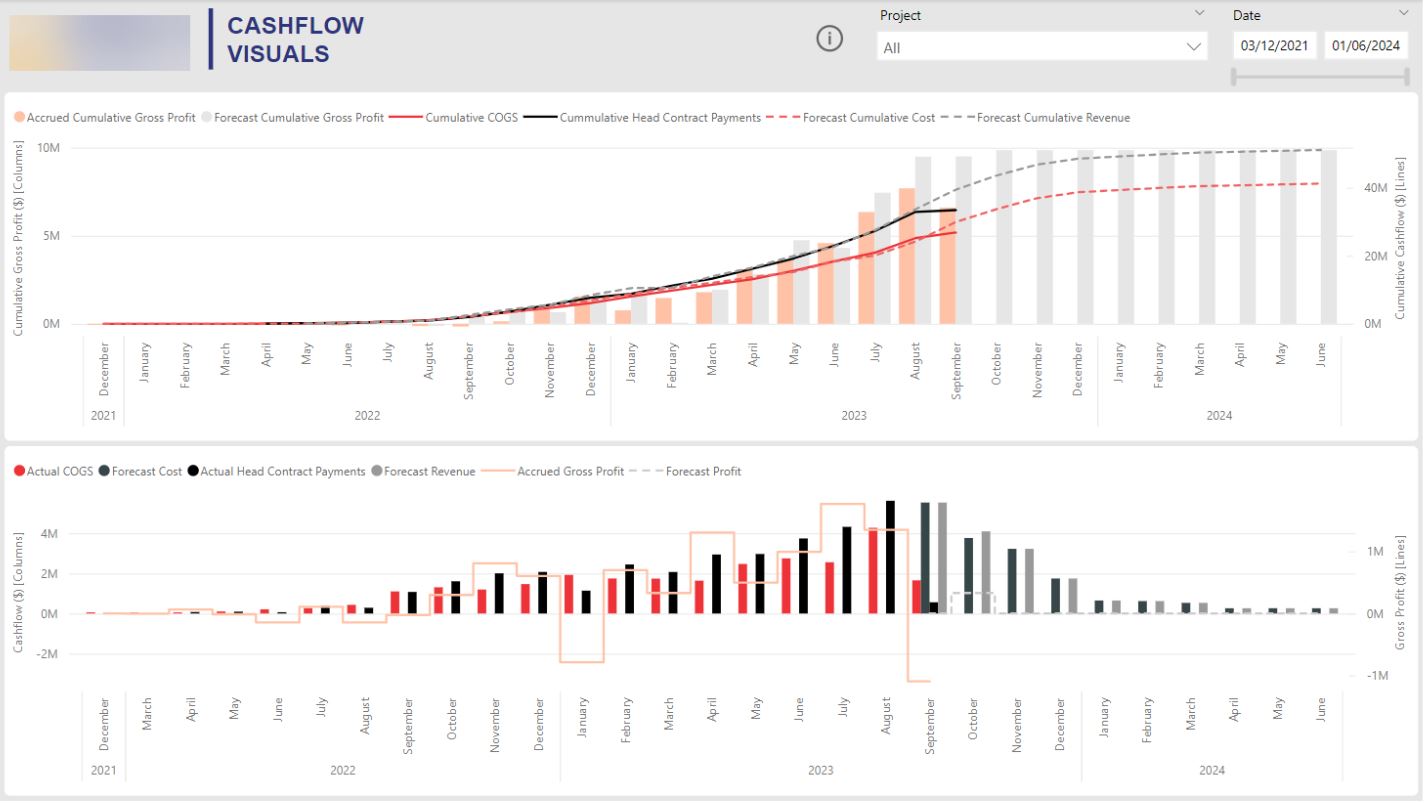 CASHFLOW
VISUALS
i
Project
All
Date
03/12/2021
01/06/2024
Accrued Cumulative Gross Profit
Forecast Cumulative Gross Profit
Cumulative COGS
Cummulative Head Contract Payments
Forecast Cumulative Cost
Forecast Cumulative Revenue
Cumulative Gross Profit ($) [Columns]
10M
5M
0M
40M
20M
0M
Cumulative Cashflow ($) [Lines]
December
January
February
March
April
May
June
July
August
September
October
November
December
January
February
March
April
May
June
July
August
September
October
November
December
January
February
March
April
May
June
2021
2022
2023
2024
Actual COGS
Forecast Cost
Actual Head Contract Payments
Forecast Revenue
Accrued Gross Profit
Forecast Profit
Cashflow ($) [Columns]
4M
2M
0M
-2M
1M
0M
-1M
Gross Profit ($) [Lines]
December
March
April
May
June
July
August
September
October
November
December
January
February
March
April
May
June
July
August
September
October
November
December
January
February
March
April
May
June
2021
2022
2023
2024